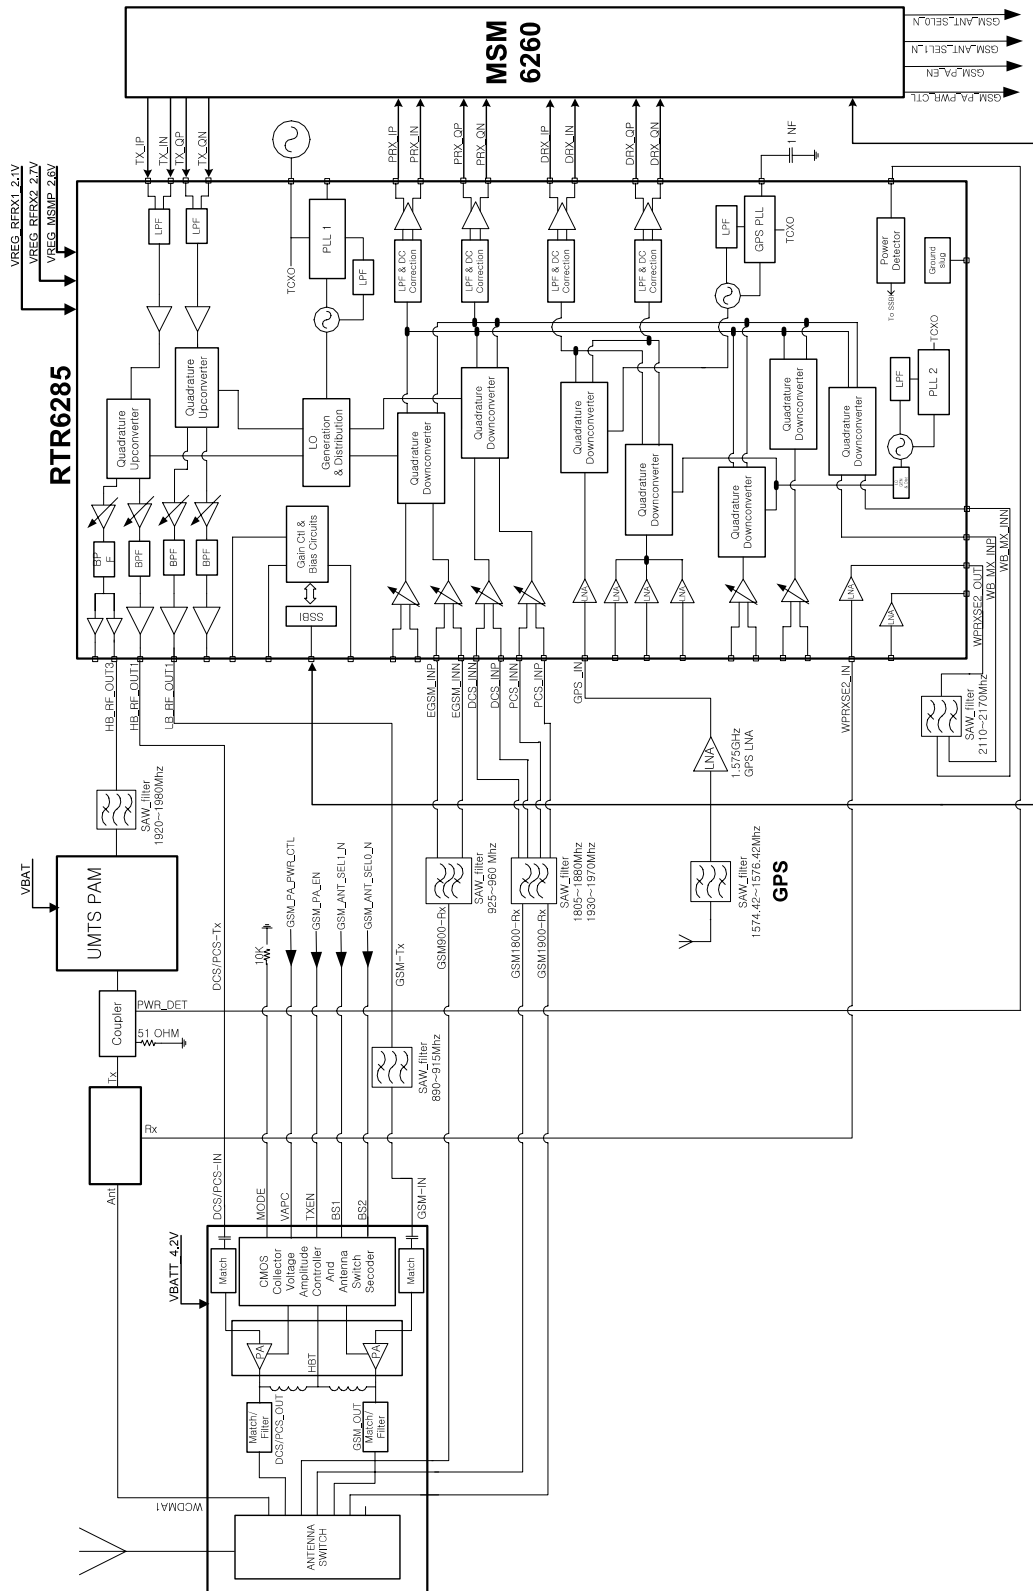 MSM
6260
GSM_ANT_SEL0_N
GSM_ANT_SEL1_N
GSM_PA_EN
GSM_PA_PWR_CTL
TX_IP
TX_IN
TX_QP
TX_QN
PRX_IP
PRX_IN
PRX_QP
PRX_QN
DRX_IP
DRX_IN
DRX_QP
DRX_QN
1 NF
VREG_RFRX1_2.1V
VREG_RFRX2_2.7V
VREG_MSMP_2.6V
RTR6285
LPF
LPF
TCXO
PLL 1
LPF
LPF & DC
Correction
LPF & DC
Correction
LPF & DC
Correction
LPF & DC
Correction
LPF
GPS PLL
TCXO
Power
Detector
To SSBI
Ground
slug
Quadrature
Upconverter
Quadrature
Upconverter
LO
Generation
& Distribution
Quadrature
Downconverter
Quadrature
Downconverter
Quadrature
Downconverter
Quadrature
Downconverter
Quadrature
Downconverter
Quadrature
Downconverter
Quadrature
Downconverter
LPF
PLL 2
TCXO
BP
F
BPF
BPF
BPF
Gain Ctl &
Bias Circuits
SSBI
LNA
LNA
LNA
LNA
LNA
LNA
HB_RF_OUT3
HB_RF_OUT1
LB_RF_OUT1
EGSM_INP
EGSM_INN
DCS_INN
DCS_INP
PCS_INN
PCS_INP
GPS_IN
WPRXSE2_IN
WPRXSE2_OUT
WB_MX_INP
WB_MX_INN
SAW_filter
2110~2170Mhz
LNA
1.575GHz
GPS LNA
SAW_filter
1920~1980Mhz
VBAT
UMTS PAM
GSM_PA_PWR_CTL
GSM_PA_EN
GSM_ANT_SEL1_N
GSM_ANT_SEL0_N
SAW_filter
925~960 Mhz
SAW_filter
1805~1880Mhz
1930~1970Mhz
SAW_filter
1574.42~1576.42Mhz
GPS
DCS/PCS-Tx
10K
GSM-Tx
GSM900-Rx
GSM1800-Rx
GSM1900-Rx
Coupler
PWR_DET
51 OHM
Tx
Rx
Ant
SAW_filter
890~915Mhz
DCS/PCS-IN
MODE
VAPC
TXEN
BS1
BS2
GSM-IN
VBATT_4.2V
Match
CMOS
Collector
Voltage
Amplitude
Controller
And
Antenna
Switch
Secoder
Match
PA
HBT
PA
Match/
Filter
DCS/PCS_OUT
GSM_OUT
Match/
Filter
WCDMA1
ANTENNA
SWITCH